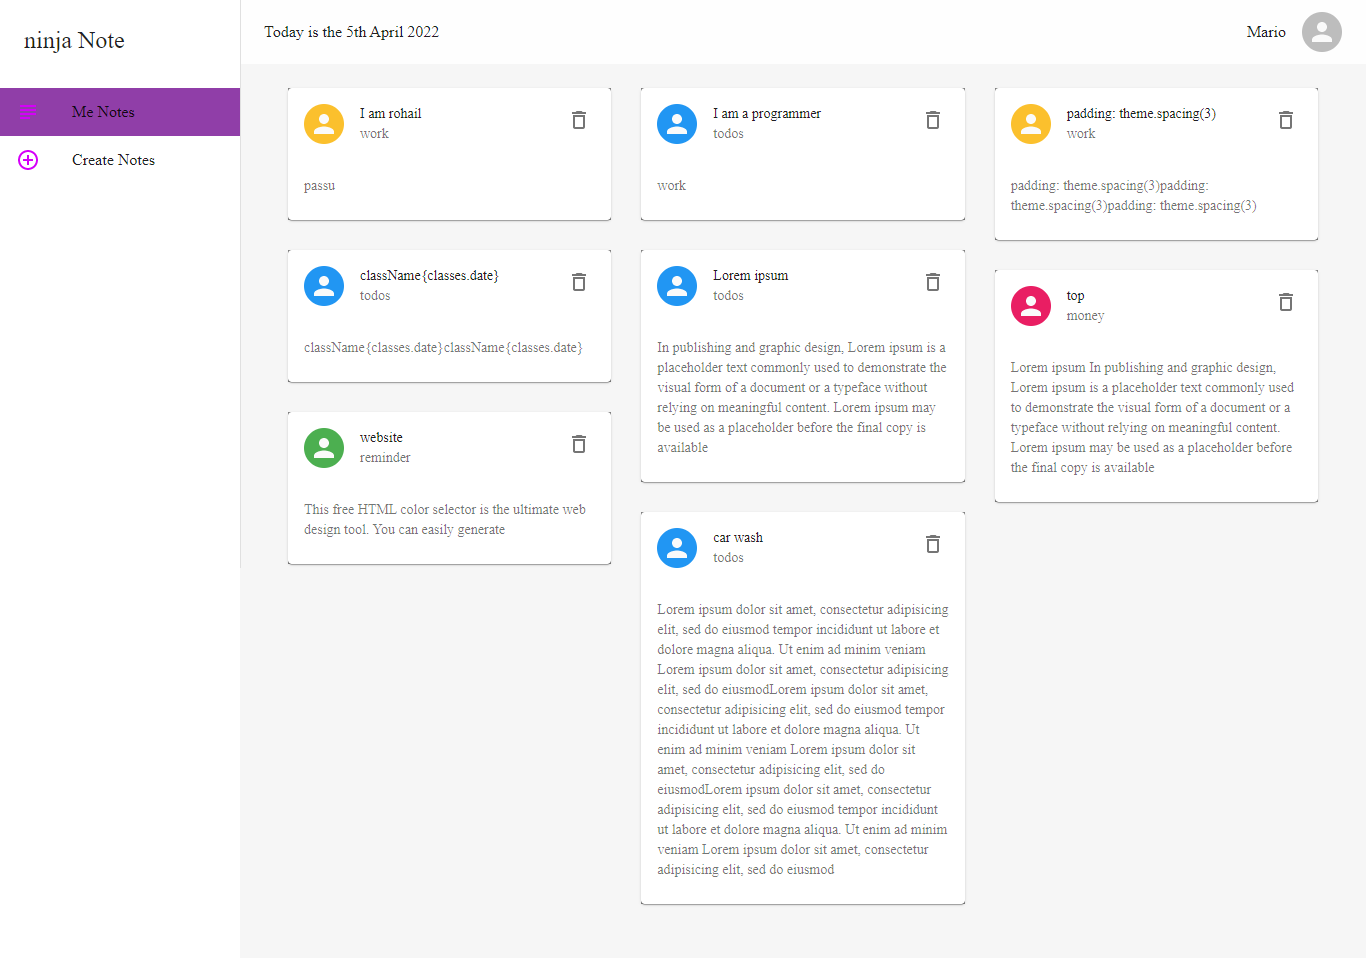 ninja Note
Me Notes
Create Notes
Today is the 5th April 2022
Mario
I am rohail
work
passu
className{classes.date}
todos
className{classes.date}className{classes.date}
website
reminder
This free HTML color selector is the ultimate web
design tool. You can easily generate
I am a programmer
todos
work
Lorem ipsum
todos
In publishing and graphic design, Lorem ipsum is a
placeholder text commonly used to demonstrate the
visual form of a document or a typeface without
relying on meaningful content. Lorem ipsum may
be used as a placeholder before the final copy is
available
car wash
todos
Lorem ipsum dolor sit amet, consectetur adipisicing
elit, sed do eiusmod tempor incididunt ut labore et
dolore magna aliqua. Ut enim ad minim veniam
Lorem ipsum dolor sit amet, consectetur adipisicing
elit, sed do eiusmodLorem ipsum dolor sit amet,
consectetur adipisicing elit, sed do eiusmod tempor
incididunt ut labore et dolore magna aliqua. Ut
enim ad minim veniam Lorem ipsum dolor sit
amet, consectetur adipisicing elit, sed do
eiusmodLorem ipsum dolor sit amet, consectetur
adipisicing elit, sed do eiusmod tempor incididunt
ut labore et dolore magna aliqua. Ut enim ad minim
veniam Lorem ipsum dolor sit amet, consectetur
adipisicing elit, sed do eiusmod
padding: theme.spacing(3)
work
padding: theme.spacing(3)padding:
theme.spacing(3)padding: theme.spacing(3)
top
money
Lorem ipsum In publishing and graphic design,
Lorem ipsum is a placeholder text commonly used
to demonstrate the visual form of a document or a
typeface without relying on meaningful content.
Lorem ipsum may be used as a placeholder before
the final copy is available